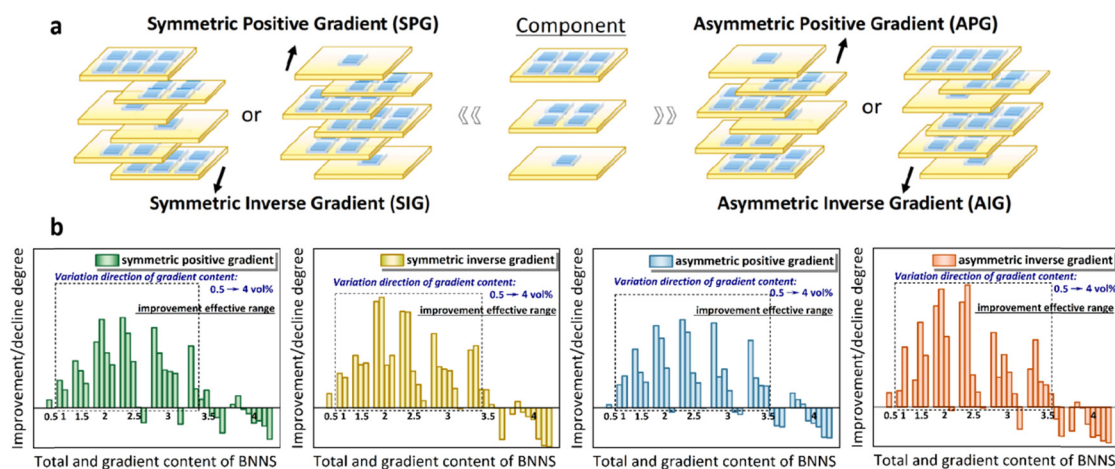 a
Symmetric Positive Gradient (SPG)
Component
Asymmetric Positive Gradient (APG)
or
or
Symmetric Inverse Gradient (SIG)
Asymmetric Inverse Gradient (AIG)
b
Improvement/decline degree
symmetric positive gradient
Variation direction of gradient content:
0.5→4 vol%
improvement effective range
0.5 1 1.5 2 2.5 3 3.5 4
Total and gradient content of BNNS
Improvement/decline degree
symmetric inverse gradient
Variation direction of gradient content:
0.5→4 vol%
improvement effective range
0.5 1 1.5 2 2.5 3 3.5 4
Total and gradient content of BNNS
Improvement/decline degree
asymmetric positive gradient
Variation direction of gradient content:
0.5→4 vol%
improvement effective range
0.5 1 1.5 2 2.5 3 3.5 4
Total and gradient content of BNNS
Improvement/decline degree
asymmetric inverse gradient
Variation direction of gradient content:
0.5→4 vol%
improvement effective range
0.5 1 1.5 2 2.5 3 3.5 4
Total and gradient content of BNNS